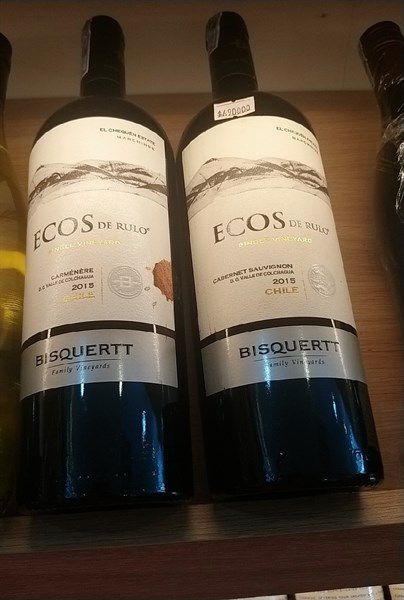 EL CHEQUÉN ESTATE
MARCHIHUE
ECOS DE RULO
SINGLE VINEYARD
CARMÉNÈRE
D.O. VALLE DE COLCHAGUA
2015
CHILE
BISQUERTT
Family Vineyards
EL CHEQUÉN ESTATE
ECOS DE RULO
SINGLE VINEYARD
CABERNET SAUVIGNON
D.O. VALLE DE COLCHAGUA
2015
CHILE
BISQUERTT
Family Vineyards